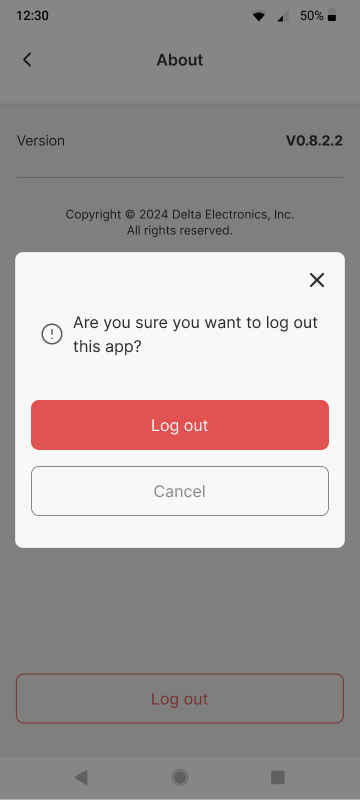 12:30
50%
About
Version
V0.8.2.2
Copyright © 2024 Delta Electronics, Inc.
All rights reserved.
Are you sure you want to log out
this app?
Log out
Cancel
Log out